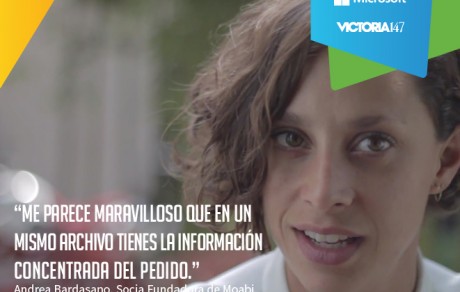 Microsoft
VICTORIA147
“ME PARECE MARAVILLOSO QUE EN UN
MISMO ARCHIVO TIENES LA INFORMACIÓN
CONCENTRADA DEL PEDIDO.”
Andrea Bardasano, Socia Fundadora de Moabi